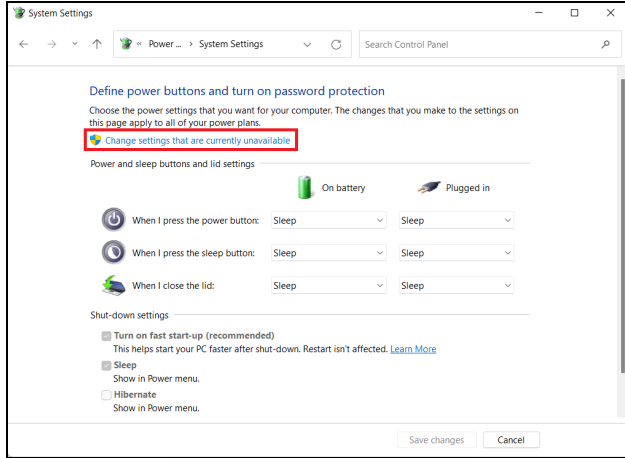 System Settings
« Power ... › System Settings
Search Control Panel
Define power buttons and turn on password protection
Choose the power settings that you want for your computer. The changes that you make to the settings on
this page apply to all of your power plans.
Change settings that are currently unavailable
Power and sleep buttons and lid settings
On battery Plugged in
When I press the power button: Sleep Sleep
When I press the sleep button: Sleep Sleep
When I close the lid: Sleep Sleep
Shut-down settings
Turn on fast start-up (recommended)
This helps start your PC faster after shut-down. Restart isn't affected. Learn More
Sleep
Show in Power menu.
Hibernate
Show in Power menu.
Save changes Cancel